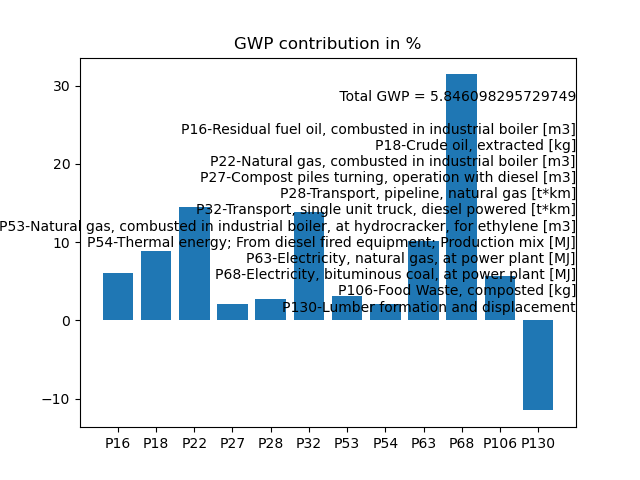 GWP contribution in %
30
20
10
0
−10
Total GWP = 5.846098295729749
P16-Residual fuel oil, combusted in industrial boiler [m3]
P18-Crude oil, extracted [kg]
P22-Natural gas, combusted in industrial boiler [m3]
P27-Compost piles turning, operation with diesel [m3]
P28-Transport, pipeline, natural gas [t*km]
P32-Transport, single unit truck, diesel powered [t*km]
P53-Natural gas, combusted in industrial boiler, at hydrocracker, for ethylene [m3]
P54-Thermal energy; From diesel fired equipment; Production mix [MJ]
P63-Electricity, natural gas, at power plant [MJ]
P68-Electricity, bituminous coal, at power plant [MJ]
P106-Food Waste, composted [kg]
P130-Lumber formation and displacement
P16 P18 P22 P27 P28 P32 P53 P54 P63 P68 P106 P130